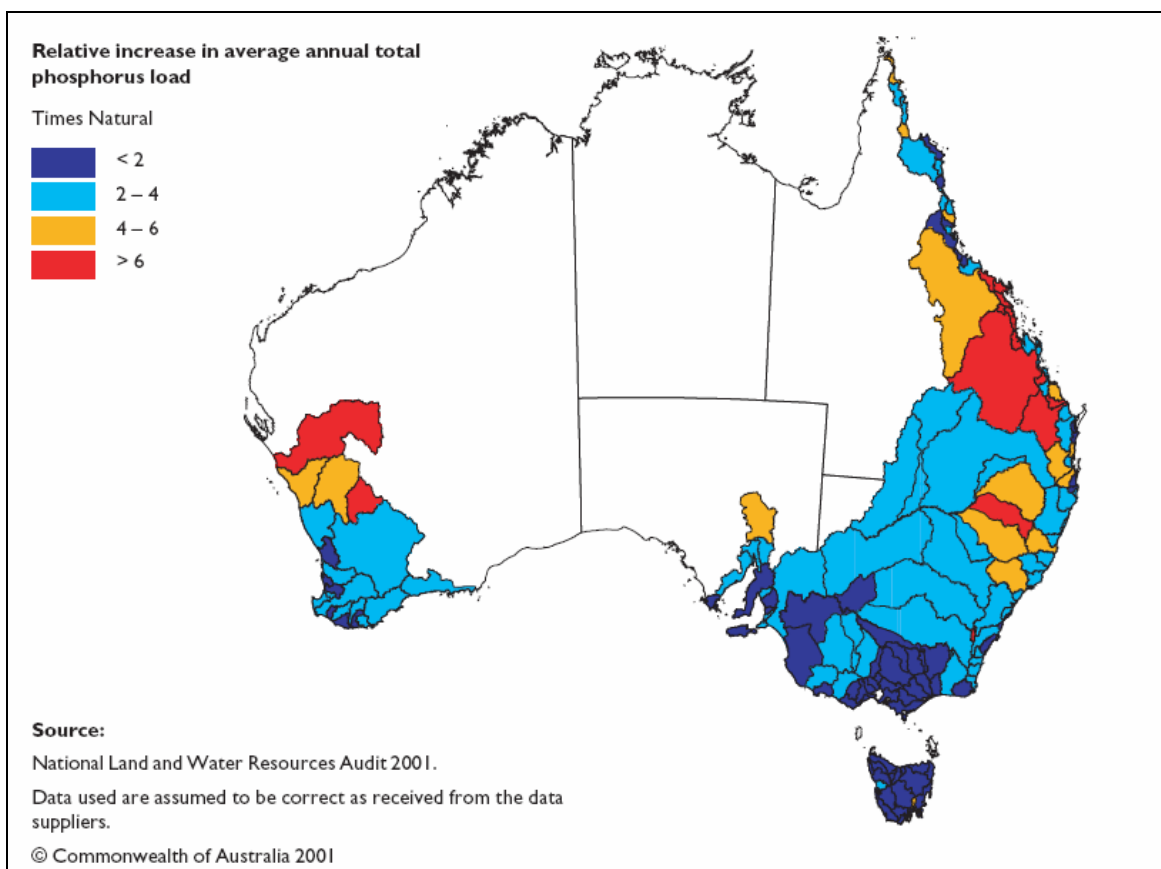 Relative increase in average annual total
phosphorus load
Times Natural
< 2
2 – 4
4 – 6
> 6
Source:
National Land and Water Resources Audit 2001.
Data used are assumed to be correct as received from the data
suppliers.
© Commonwealth of Australia 2001